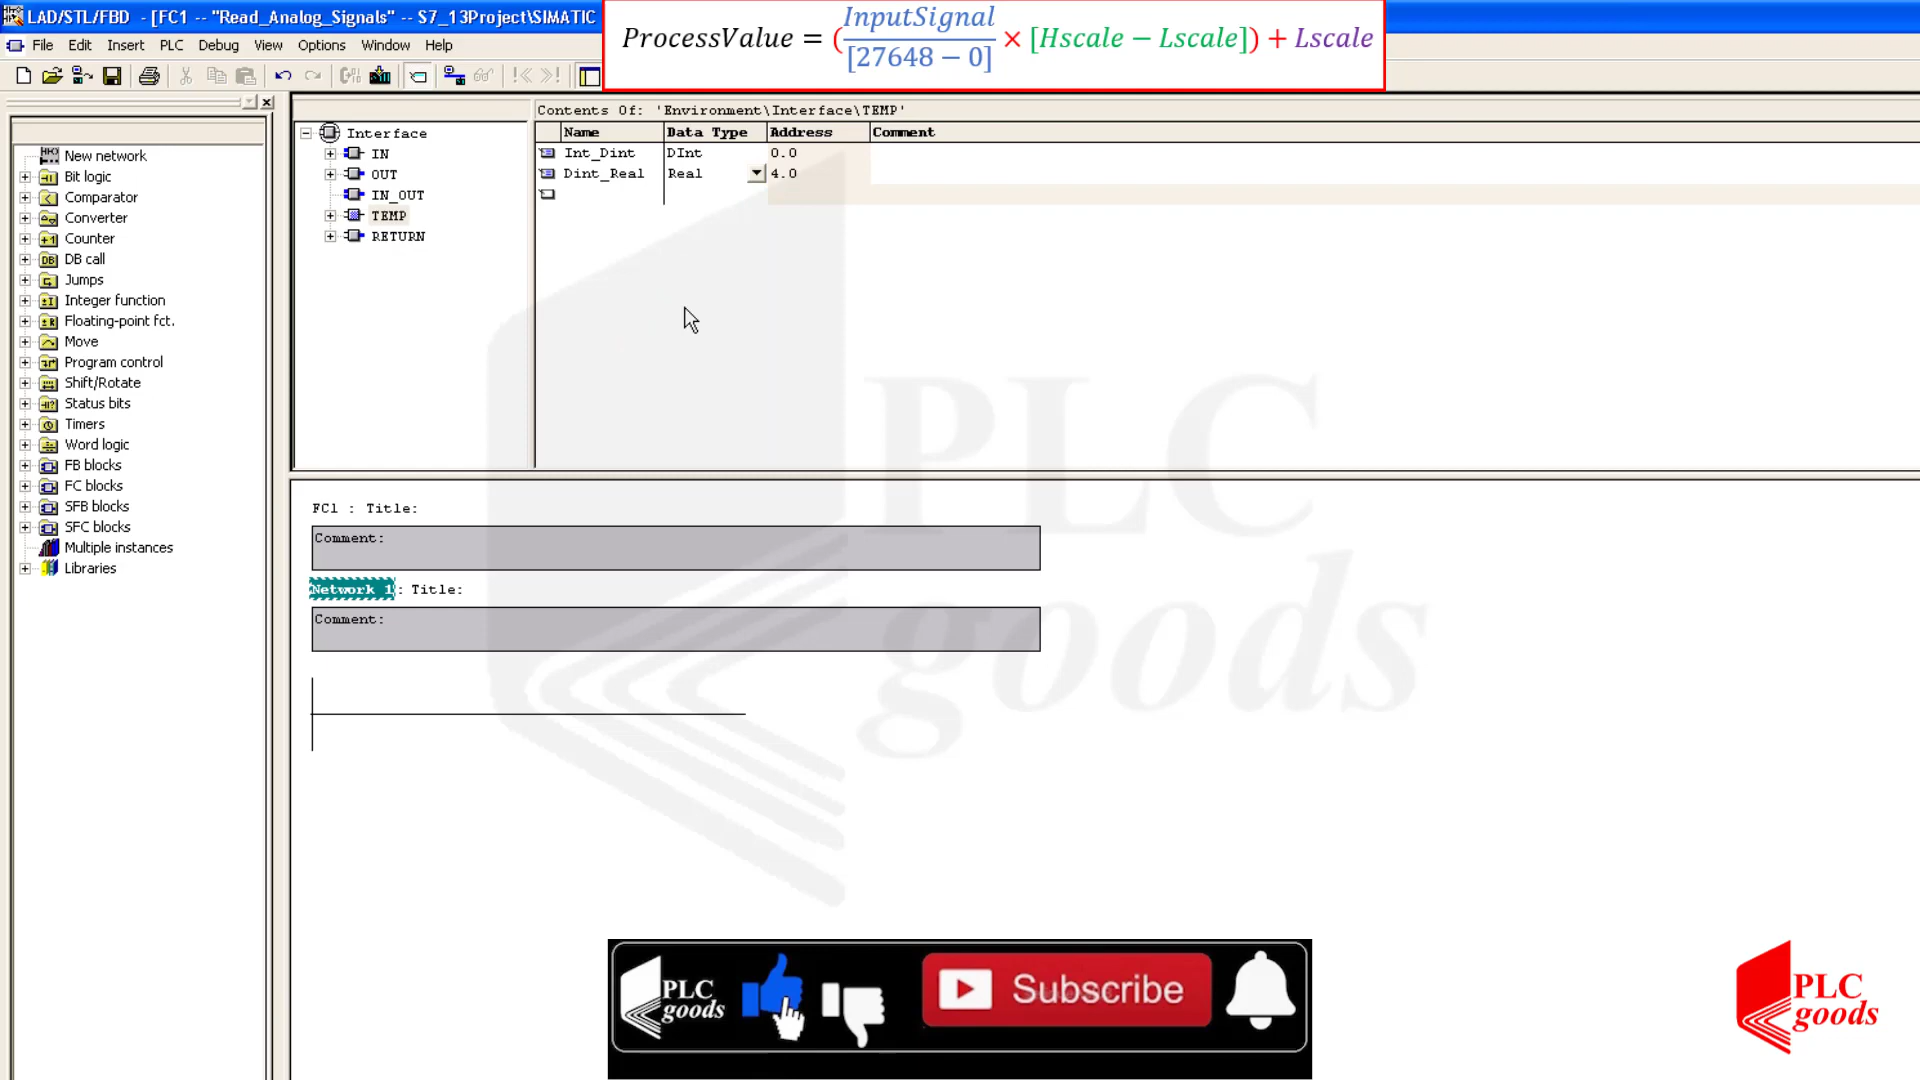 LAD/STL/FBD - [FC1 -- "Read_Analog_Signals" -- S7_13Project\SIMATIC
ProcessValue = (InputSignal/[27648 − 0] × [Hscale − Lscale]) + Lscale
File Edit Insert PLC Debug View Options Window Help
Contents Of: 'Environment\Interface\TEMP'
Name Data Type Address Comment
Int_Dint DInt 0.0
Dint_Real Real 4.0
Interface
IN
OUT
IN_OUT
TEMP
RETURN
New network
Bit logic
Comparator
Converter
Counter
DB call
Jumps
Integer function
Floating-point fct.
Move
Program control
Shift/Rotate
Status bits
Timers
Word logic
FB blocks
FC blocks
SFB blocks
SFC blocks
Multiple instances
Libraries
FC1 : Title:
Comment:
Network 1: Title:
Comment:
PLC
goods
PLC
goods
Subscribe
PLC
goods